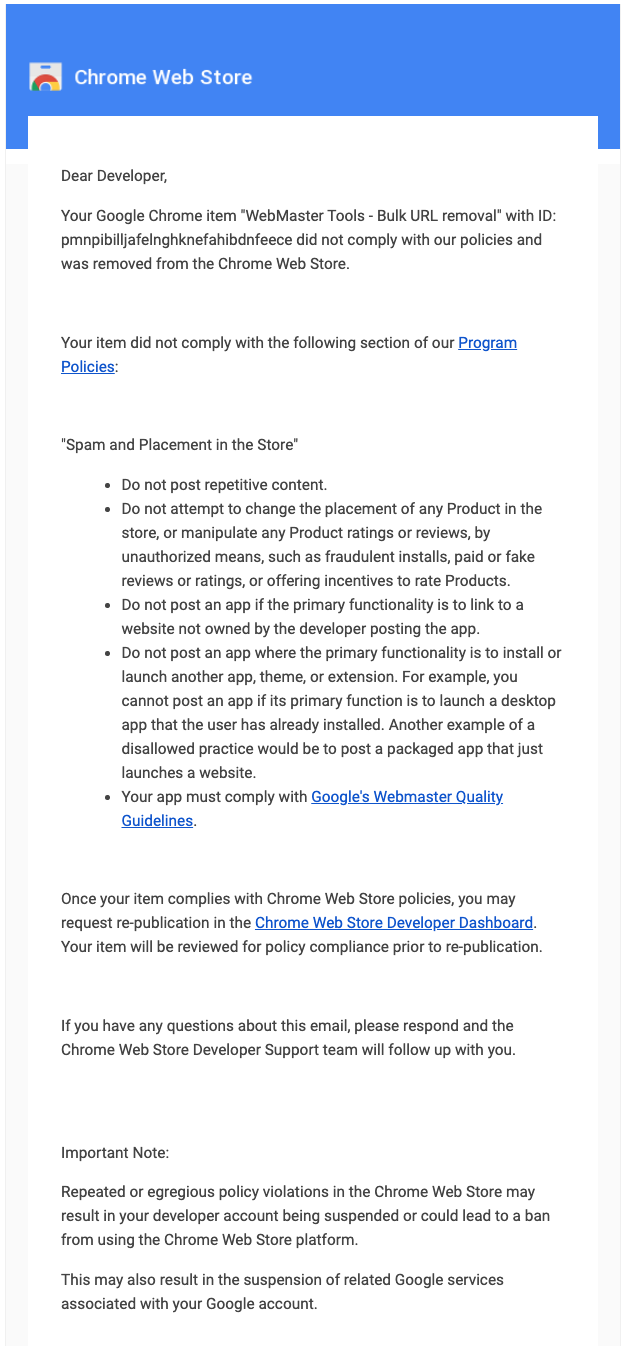 Chrome Web Store
Dear Developer,
Your Google Chrome item "WebMaster Tools - Bulk URL removal" with ID:
pmnpibilljafelnghknefahibdnfeece did not comply with our policies and
was removed from the Chrome Web Store.
Your item did not comply with the following section of our Program
Policies:
"Spam and Placement in the Store"
• Do not post repetitive content.
• Do not attempt to change the placement of any Product in the
store, or manipulate any Product ratings or reviews, by
unauthorized means, such as fraudulent installs, paid or fake
reviews or ratings, or offering incentives to rate Products.
• Do not post an app if the primary functionality is to link to a
website not owned by the developer posting the app.
• Do not post an app where the primary functionality is to install or
launch another app, theme, or extension. For example, you
cannot post an app if its primary function is to launch a desktop
app that the user has already installed. Another example of a
disallowed practice would be to post a packaged app that just
launches a website.
• Your app must comply with Google's Webmaster Quality
Guidelines.
Once your item complies with Chrome Web Store policies, you may
request re-publication in the Chrome Web Store Developer Dashboard.
Your item will be reviewed for policy compliance prior to re-publication.
If you have any questions about this email, please respond and the
Chrome Web Store Developer Support team will follow up with you.
Important Note:
Repeated or egregious policy violations in the Chrome Web Store may
result in your developer account being suspended or could lead to a ban
from using the Chrome Web Store platform.
This may also result in the suspension of related Google services
associated with your Google account.